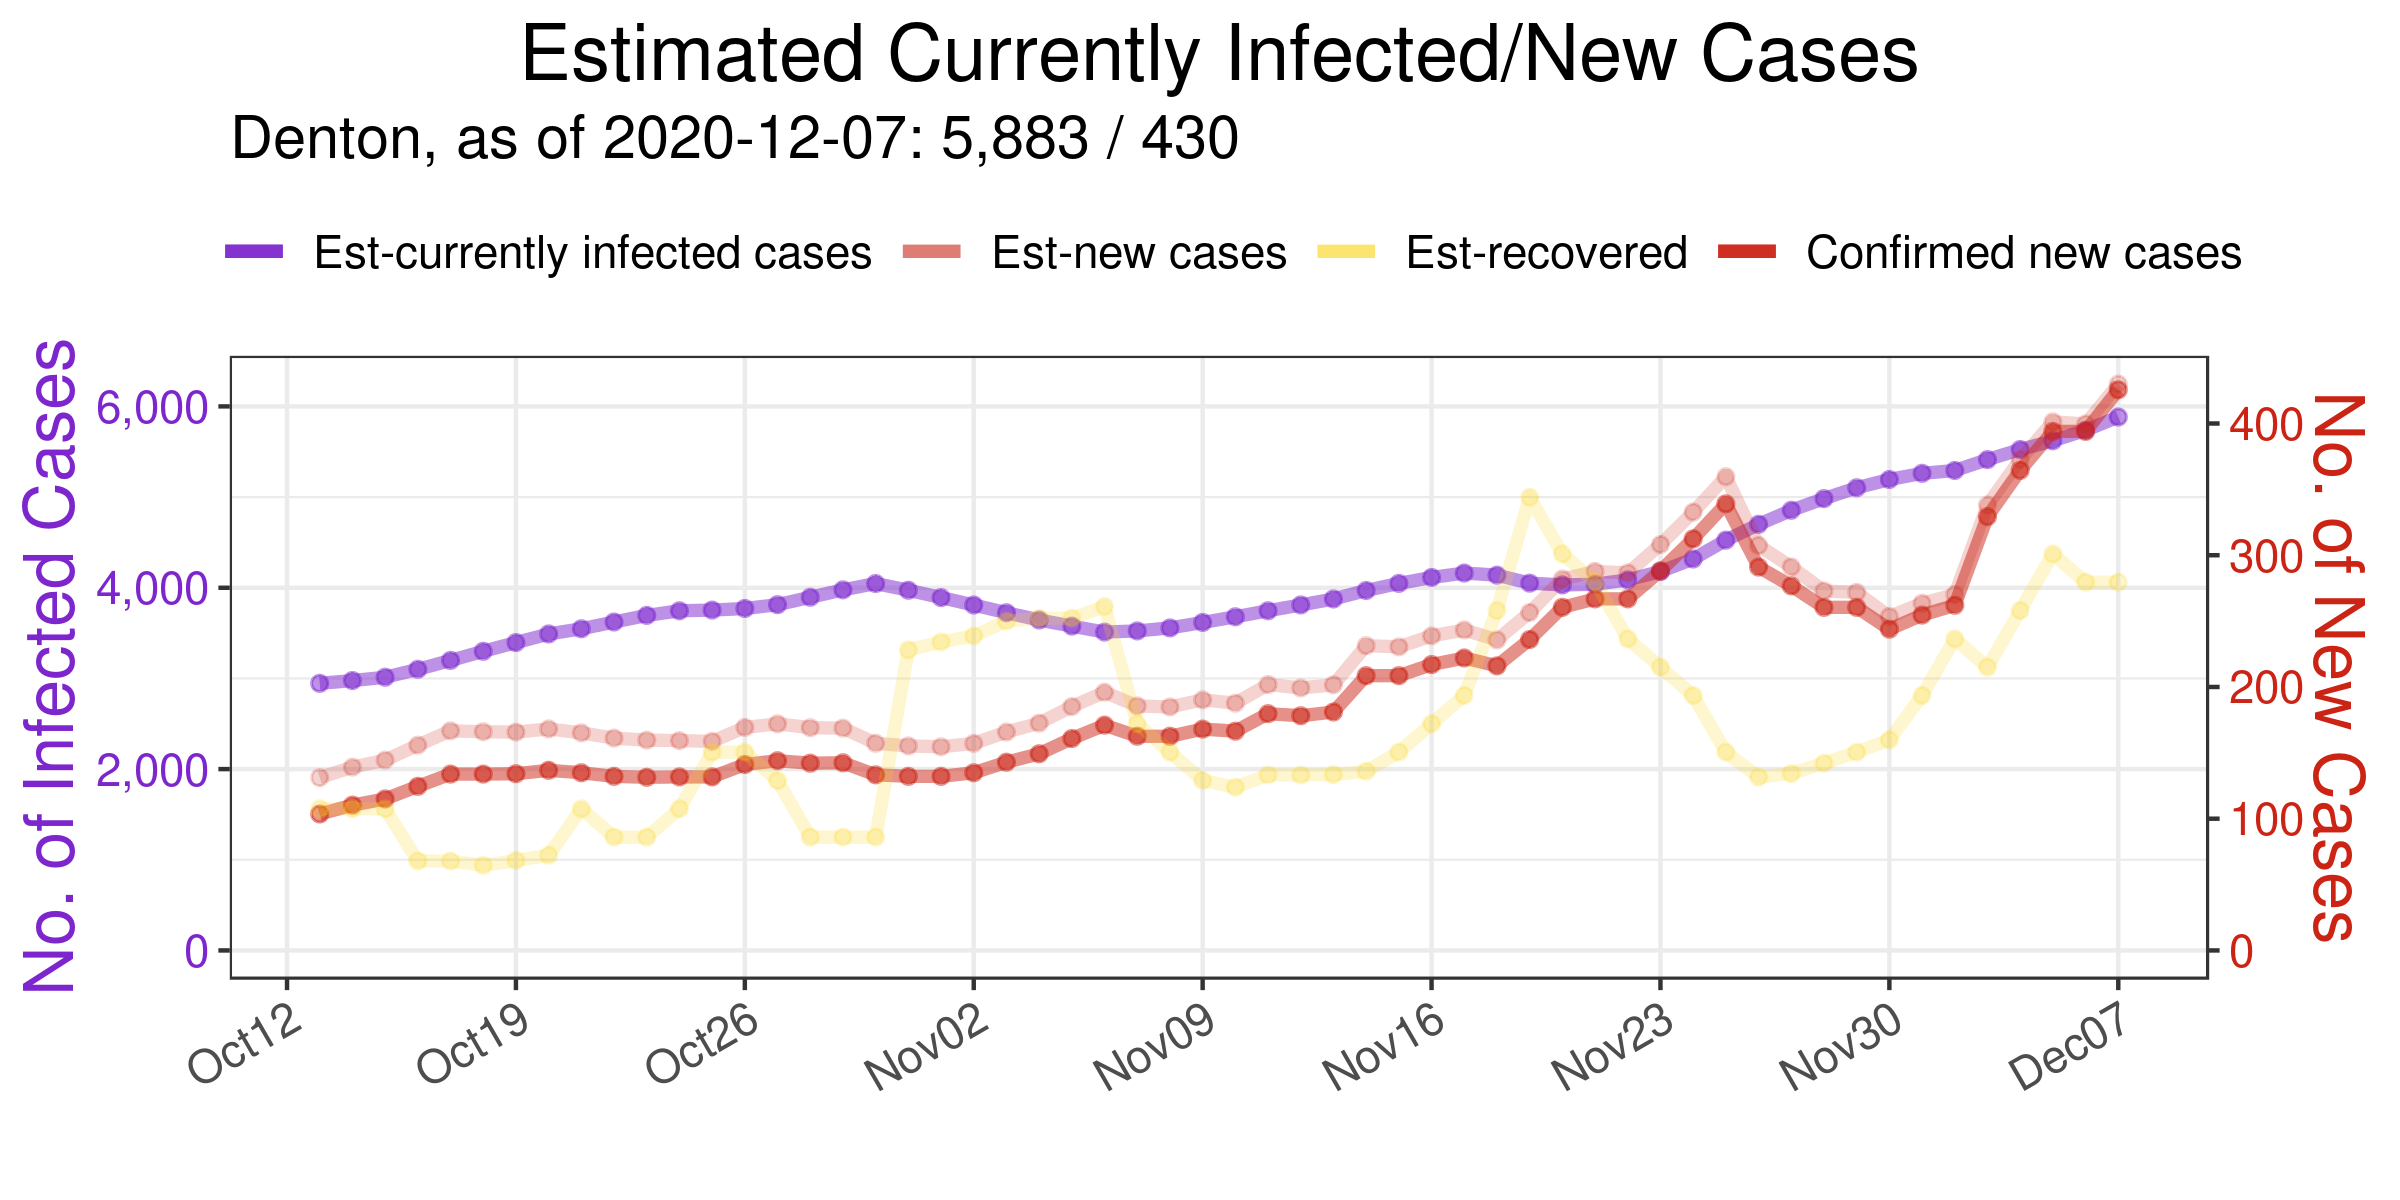 Estimated Currently Infected/New Cases
Denton, as of 2020-12-07: 5,883 / 430
Est-currently infected cases Est-new cases Est-recovered Confirmed new cases
No. of Infected Cases
6,000
4,000
2,000
0
400
300
200
100
0
No. of New Cases
Oct12 Oct19 Oct26 Nov02 Nov09 Nov16 Nov23 Nov30 Dec07